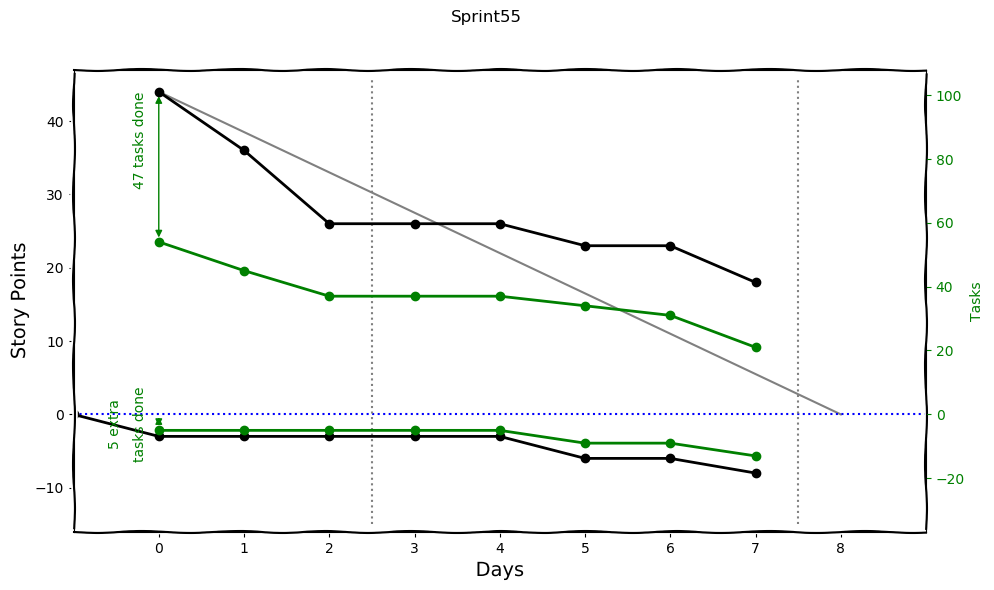 Sprint55
Story Points
40
30
20
10
0
−10
47 tasks done
5 extra
tasks done
100
80
60
40
20
0
−20
Tasks
0 1 2 3 4 5 6 7 8
Days